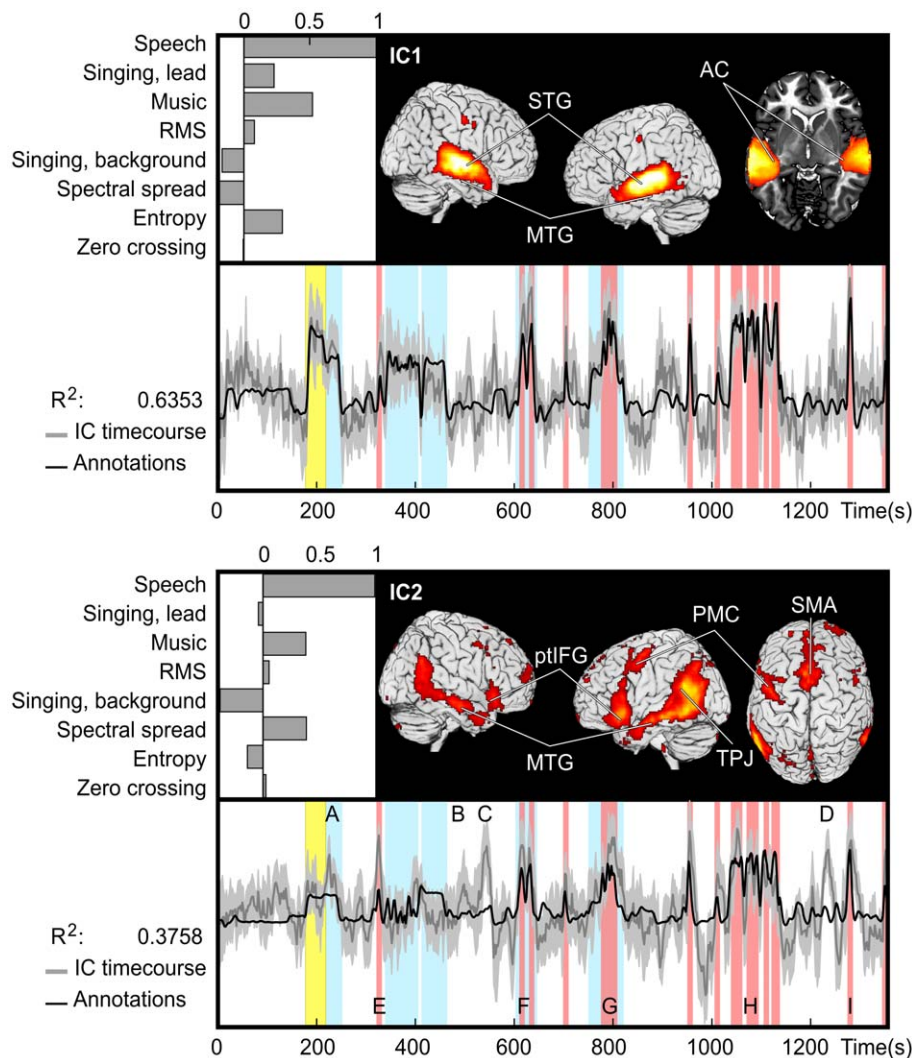 0 0.5 1
Speech
Singing, lead
Music
RMS
Singing, background
Spectral spread
Entropy
Zero crossing
IC1
STG
MTG
AC
R²: 0.6353
IC timecourse
Annotations
0 200 400 600 800 1000 1200 Time(s)
0 0.5 1
Speech
Singing, lead
Music
RMS
Singing, background
Spectral spread
Entropy
Zero crossing
IC2
ptIFG
MTG
PMC
TPJ
SMA
A B C D
R²: 0.3758
IC timecourse
Annotations
E F G H I
0 200 400 600 800 1000 1200 Time(s)